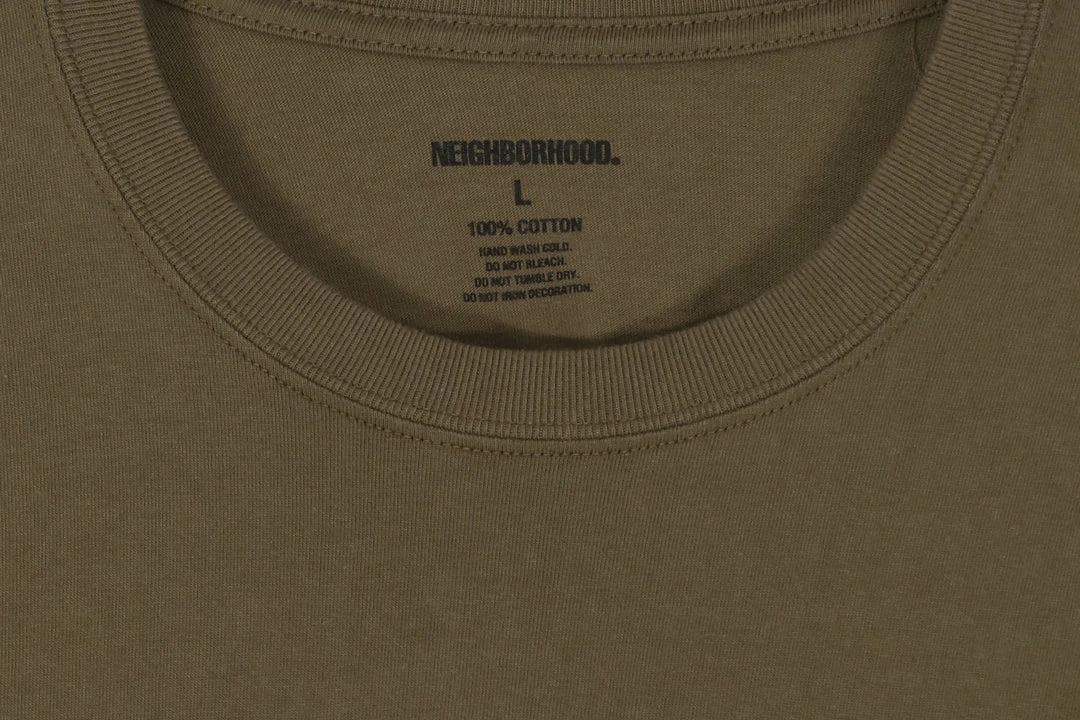 NEIGHBORHOOD.
L
100% COTTON
HAND WASH COLD.
DO NOT BLEACH.
DO NOT TUMBLE DRY.
DO NOT IRON DECORATION.